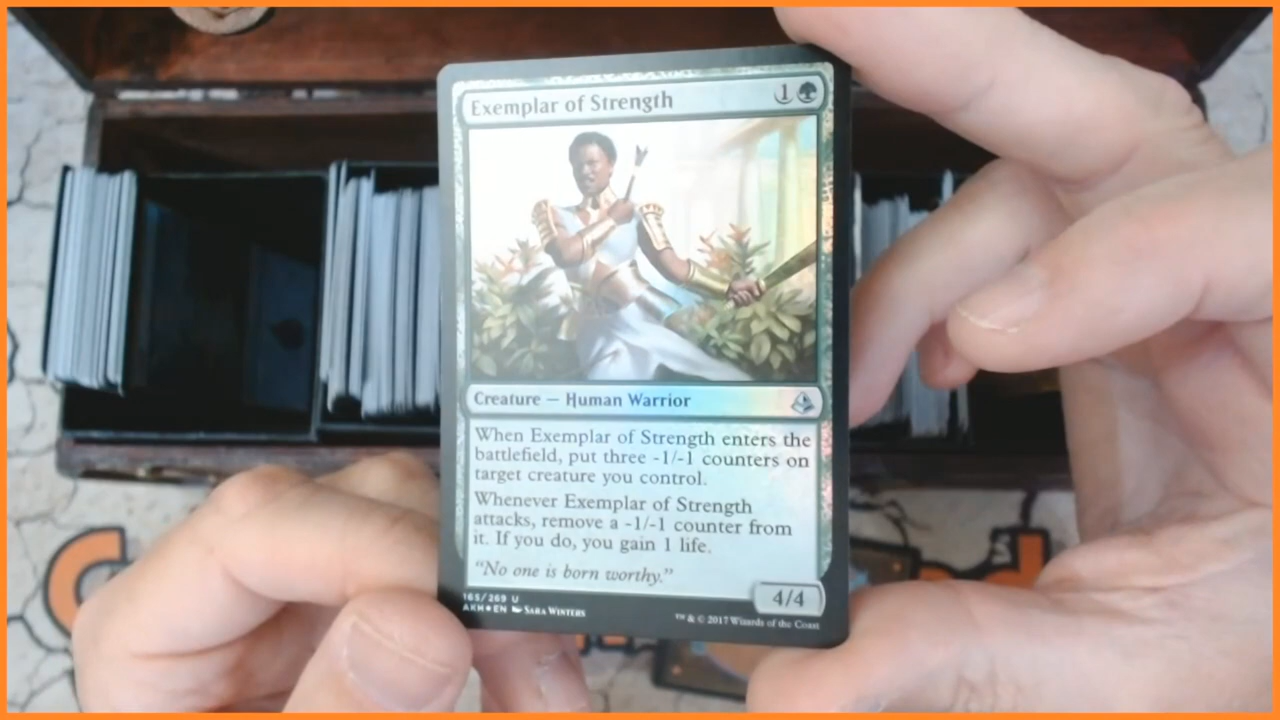 Exemplar of Strength 1
Creature — Human Warrior
When Exemplar of Strength enters the
battlefield, put three -1/-1 counters on
target creature you control.
Whenever Exemplar of Strength
attacks, remove a -1/-1 counter from
it. If you do, you gain 1 life.
"No one is born worthy."
4/4
165/269 U
AKH★EN Sara Winters
™ & © 2017 Wizards of the Coast